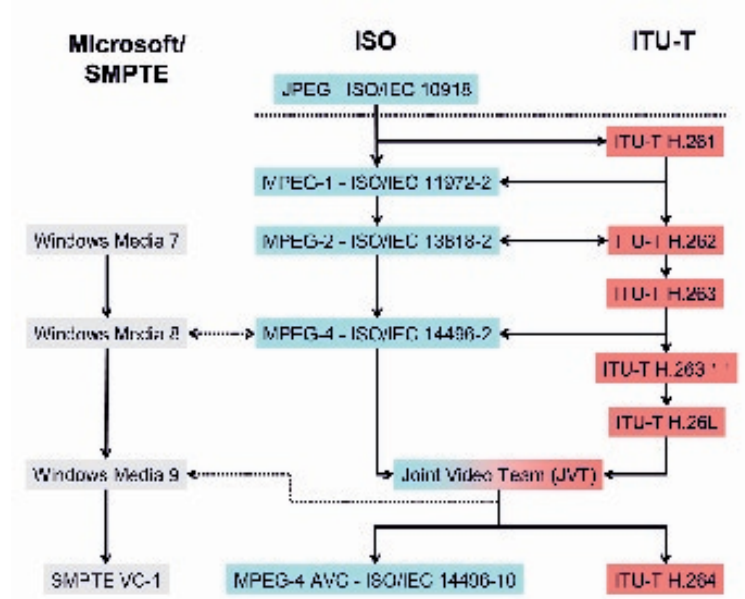 Microsoft/
SMPTE
ISO
ITU-T
JPEG - ISO/IEC 10918
ITU-T H.261
MPEG-1 - ISO/IEC 11972-2
Windows Media 7
MPEG-2 - ISO/IEC 13818-2
ITU-T H.262
ITU-T H.263
Windows Media 8
MPEG-4 - ISO/IEC 14496-2
ITU-T H.263
ITU-T H.26L
Windows Media 9
Joint Video Team (JVT)
SMPTE VC-1
MPEG-4 AVC - ISO/IEC 14496-10
ITU-T H.264